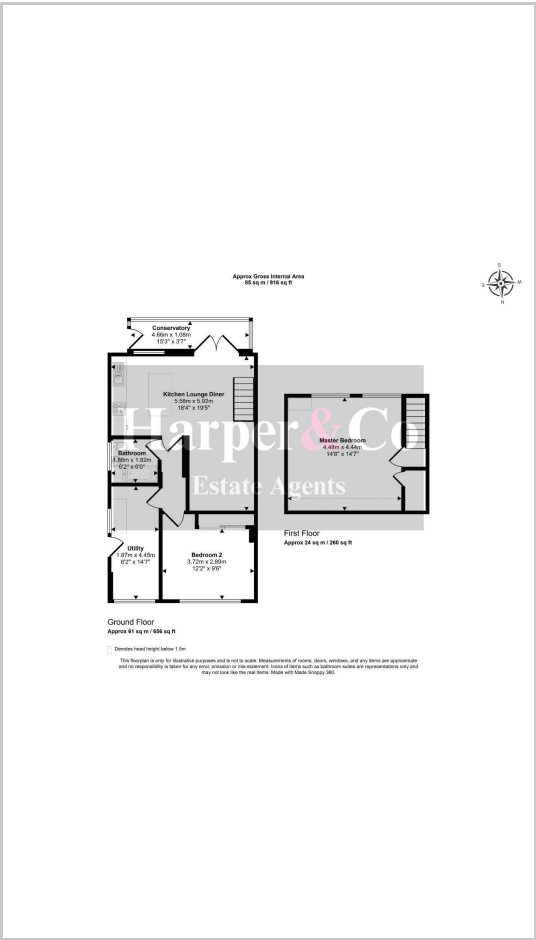 Approx Gross Internal Area
85 sq m / 916 sq ft
S
E
W
N
Conservatory
4.66m x 1.08m
15'3" x 3'7"
Kitchen Lounge Diner
5.58m x 5.92m
18'4" x 19'5"
Harper&Co
Estate Agents
Master Bedroom
4.48m x 4.44m
14'8" x 14'7"
Bathroom
1.86m x 1.82m
6'2" x 6'0"
Utility
1.87m x 4.45m
6'2" x 14'7"
Bedroom 2
3.72m x 2.89m
12'2" x 9'6"
First Floor
Approx 24 sq m / 260 sq ft
Ground Floor
Approx 61 sq m / 656 sq ft
Denotes head height below 1.5m
This floorplan is only for illustrative purposes and is not to scale. Measurements of rooms, doors, windows, and any items are approximate
and no responsibility is taken for any error, omission or mis-statement. Icons of items such as bathroom suites are representations only and
may not look like the real items. Made with Made Snappy 360.